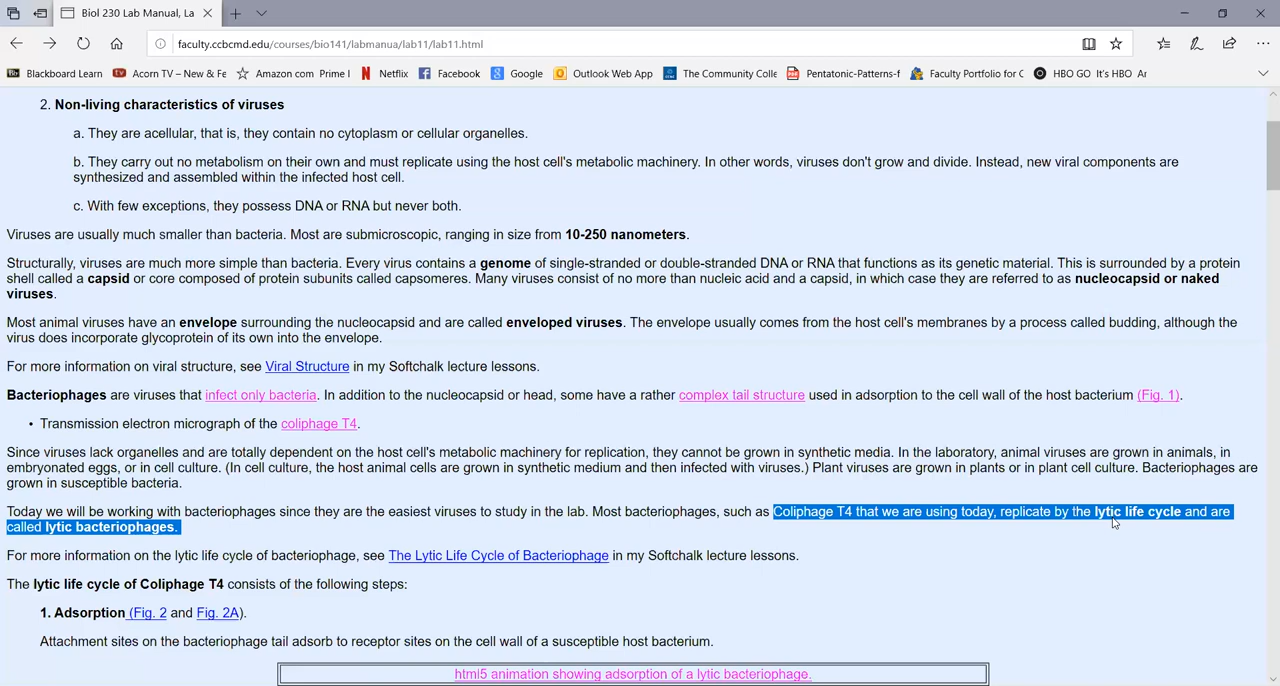 Biol 230 Lab Manual, La
faculty.ccbcmd.edu/courses/bio141/labmanua/lab11/lab11.html
Blackboard Learn Acorn TV – New & Fe Amazon com Prime I Netflix Facebook Google Outlook Web App The Community Colle Pentatonic-Patterns-f Faculty Portfolio for C HBO GO It's HBO Ar
2. Non-living characteristics of viruses
a. They are acellular, that is, they contain no cytoplasm or cellular organelles.
b. They carry out no metabolism on their own and must replicate using the host cell's metabolic machinery. In other words, viruses don't grow and divide. Instead, new viral components are
synthesized and assembled within the infected host cell.
c. With few exceptions, they possess DNA or RNA but never both.
Viruses are usually much smaller than bacteria. Most are submicroscopic, ranging in size from 10-250 nanometers.
Structurally, viruses are much more simple than bacteria. Every virus contains a genome of single-stranded or double-stranded DNA or RNA that functions as its genetic material. This is surrounded by a protein
shell called a capsid or core composed of protein subunits called capsomeres. Many viruses consist of no more than nucleic acid and a capsid, in which case they are referred to as nucleocapsid or naked
viruses.
Most animal viruses have an envelope surrounding the nucleocapsid and are called enveloped viruses. The envelope usually comes from the host cell's membranes by a process called budding, although the
virus does incorporate glycoprotein of its own into the envelope.
For more information on viral structure, see Viral Structure in my Softchalk lecture lessons.
Bacteriophages are viruses that infect only bacteria. In addition to the nucleocapsid or head, some have a rather complex tail structure used in adsorption to the cell wall of the host bacterium (Fig. 1).
• Transmission electron micrograph of the coliphage T4.
Since viruses lack organelles and are totally dependent on the host cell's metabolic machinery for replication, they cannot be grown in synthetic media. In the laboratory, animal viruses are grown in animals, in
embryonated eggs, or in cell culture. (In cell culture, the host animal cells are grown in synthetic medium and then infected with viruses.) Plant viruses are grown in plants or in plant cell culture. Bacteriophages are
grown in susceptible bacteria.
Today we will be working with bacteriophages since they are the easiest viruses to study in the lab. Most bacteriophages, such as Coliphage T4 that we are using today, replicate by the lytic life cycle and are
called lytic bacteriophages.
For more information on the lytic life cycle of bacteriophage, see The Lytic Life Cycle of Bacteriophage in my Softchalk lecture lessons.
The lytic life cycle of Coliphage T4 consists of the following steps:
1. Adsorption (Fig. 2 and Fig. 2A).
Attachment sites on the bacteriophage tail adsorb to receptor sites on the cell wall of a susceptible host bacterium.
html5 animation showing adsorption of a lytic bacteriophage.